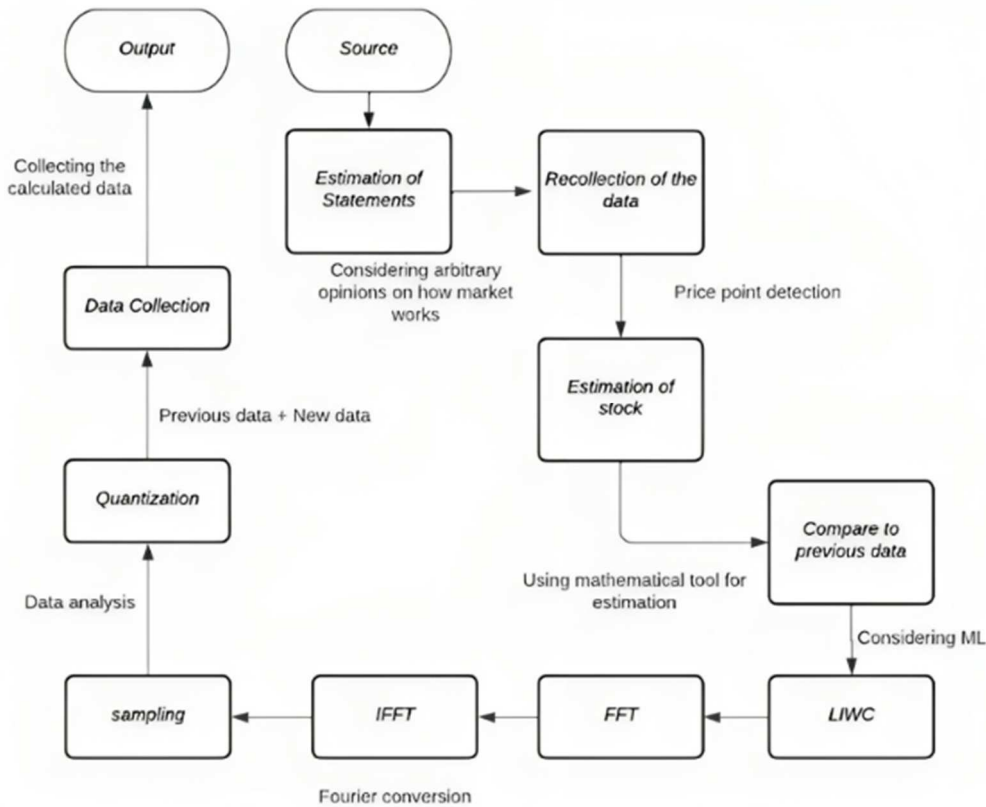 Output
Source
Collecting the
calculated data
Estimation of
Statements
Recollection of the
data
Considering arbitrary
opinions on how market
works
Price point detection
Data Collection
Estimation of
stock
Previous data + New data
Quantization
Compare to
previous data
Using mathematical tool for
estimation
Data analysis
Considering ML
sampling
IFFT
FFT
LIWC
Fourier conversion